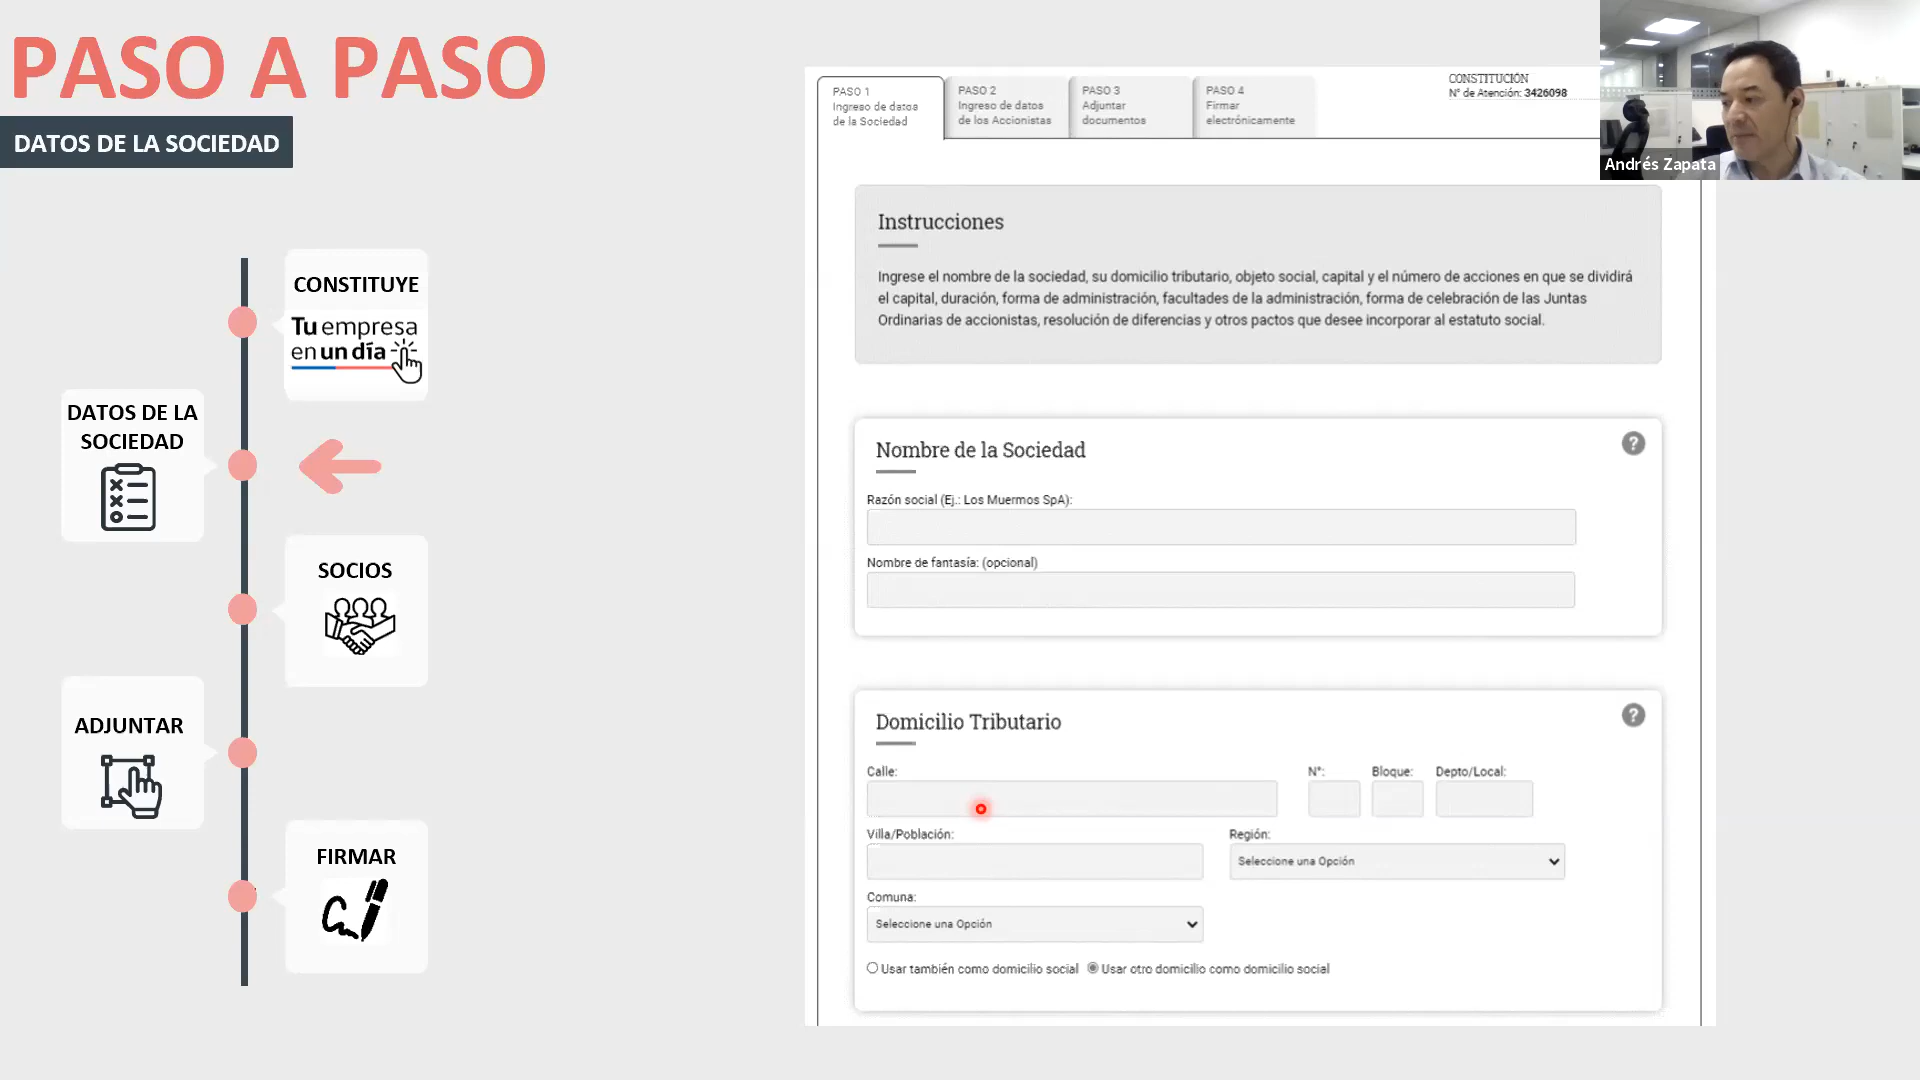 PASO A PASO
DATOS DE LA SOCIEDAD
CONSTITUYE
Tu empresa
en un día
DATOS DE LA
SOCIEDAD
SOCIOS
ADJUNTAR
FIRMAR
PASO 1
Ingreso de datos
de la Sociedad
PASO 2
Ingreso de datos
de los Accionistas
PASO 3
Adjuntar
documentos
PASO 4
Firmar
electrónicamente
CONSTITUCIÓN
N° de Atención: 3426098
Andrés Zapata
Instrucciones
Ingrese el nombre de la sociedad, su domicilio tributario, objeto social, capital y el número de acciones en que se dividirá
el capital, duración, forma de administración, facultades de la administración, forma de celebración de las Juntas
Ordinarias de accionistas, resolución de diferencias y otros pactos que desee incorporar al estatuto social.
Nombre de la Sociedad
?
Razón social (Ej.: Los Muermos SpA):
Nombre de fantasía: (opcional)
Domicilio Tributario
?
Calle:
N°:
Bloque:
Depto/Local:
Villa/Población:
Región:
Seleccione una Opción
Comuna:
Seleccione una Opción
Usar también como domicilio social
Usar otro domicilio como domicilio social